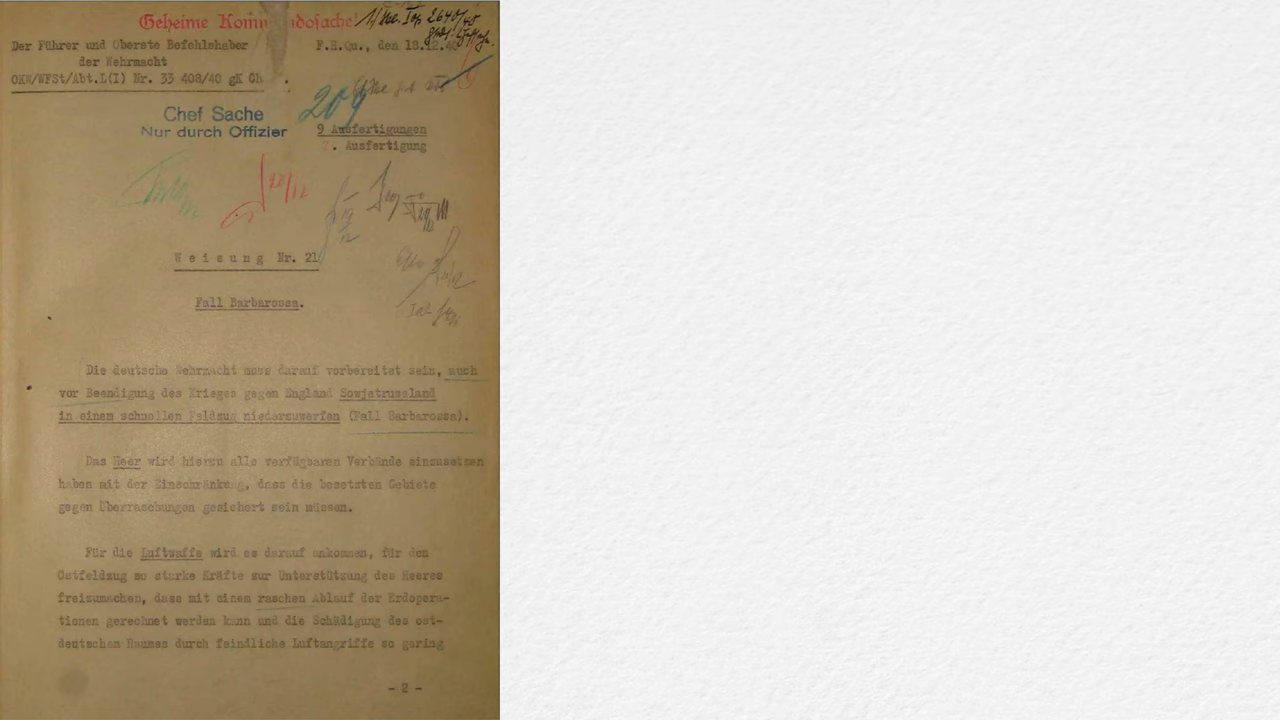 Geheime Kommandosache!
Der Führer und Oberste Befehlshaber
der Wehrmacht
OKW/WFSt/Abt.L(I) Nr. 33 408/40 gK Ch .
F.H.Qu., den 18.12.40
Chef Sache
Nur durch Offizier
209
9 Ausfertigungen
2. Ausfertigung
Weisung Nr. 21
Fall Barbarossa.
Die deutsche Wehrmacht muss darauf vorbereitet sein, auch
vor Beendigung des Krieges gegen England Sowjetrussland
in einem schnellen Feldzug niederzuwerfen (Fall Barbarossa).
Das Heer wird hierzu alle verfügbaren Verbände einzusetzen
haben mit der Einschränkung, dass die besetzten Gebiete
gegen Überraschungen gesichert sein müssen.
Für die Luftwaffe wird es darauf ankommen, für den
Ostfeldzug so starke Kräfte zur Unterstützung des Heeres
freizumachen, dass mit einem raschen Ablauf der Erdopera-
tionen gerechnet werden kann und die Schädigung des ost-
deutschen Raumes durch feindliche Luftangriffe so gering
- 2 -